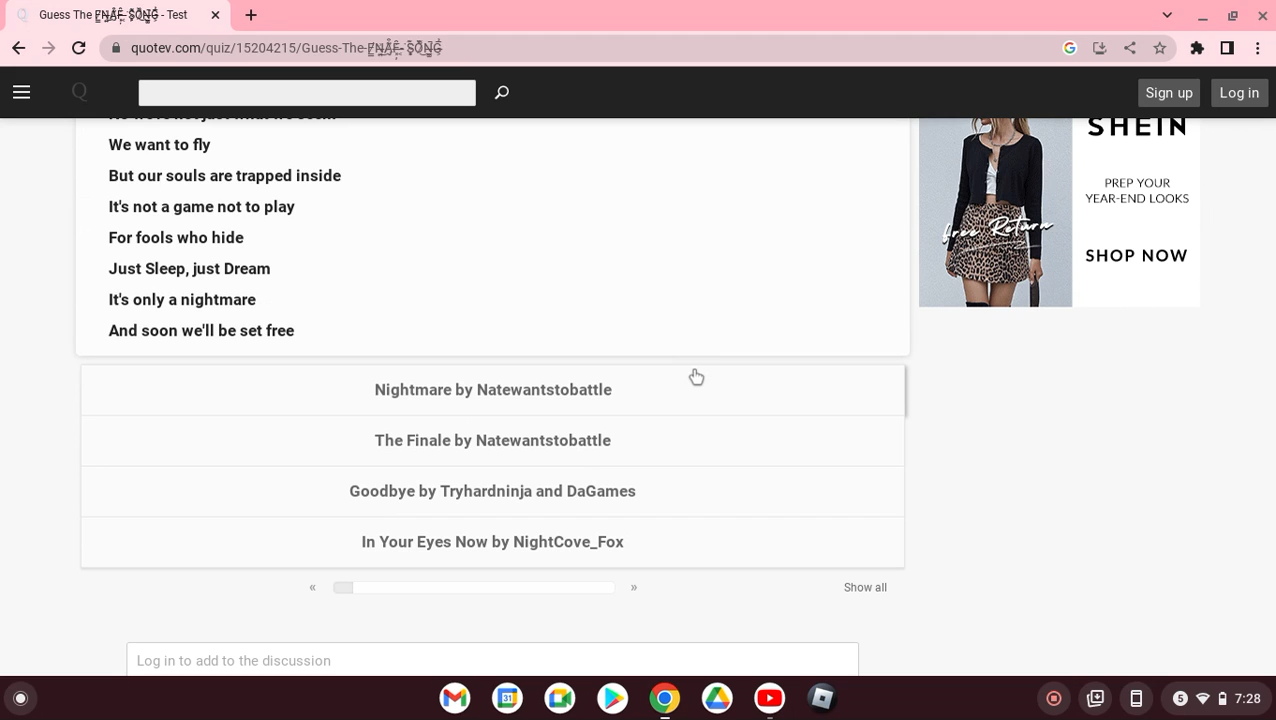 Guess The F̷N̷A̷F̷ ̷S̷O̷N̷G̷ - Test
quotev.com/quiz/15204215/Guess-The-F̷N̷A̷F̷-̷S̷O̷N̷G̷
Q
Sign up
Log in
We want to fly
But our souls are trapped inside
It's not a game not to play
For fools who hide
Just Sleep, just Dream
It's only a nightmare
And soon we'll be set free
SHEIN
PREP YOUR
YEAR-END LOOKS
free Return
SHOP NOW
Nightmare by Natewantstobattle
The Finale by Natewantstobattle
Goodbye by Tryhardninja and DaGames
In Your Eyes Now by NightCove_Fox
« »
Show all
Log in to add to the discussion
31
5
7:28